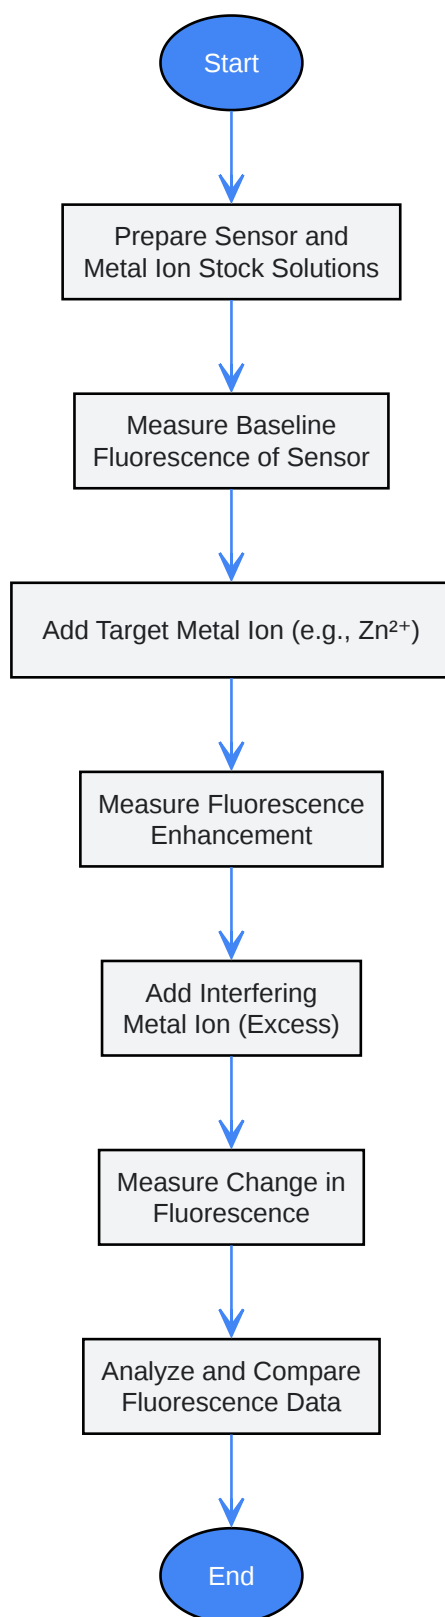 Start
Prepare Sensor and
Metal Ion Stock Solutions
Measure Baseline
Fluorescence of Sensor
Add Target Metal Ion (e.g., Zn²⁺)
Measure Fluorescence
Enhancement
Add Interfering
Metal Ion (Excess)
Measure Change in
Fluorescence
Analyze and Compare
Fluorescence Data
End